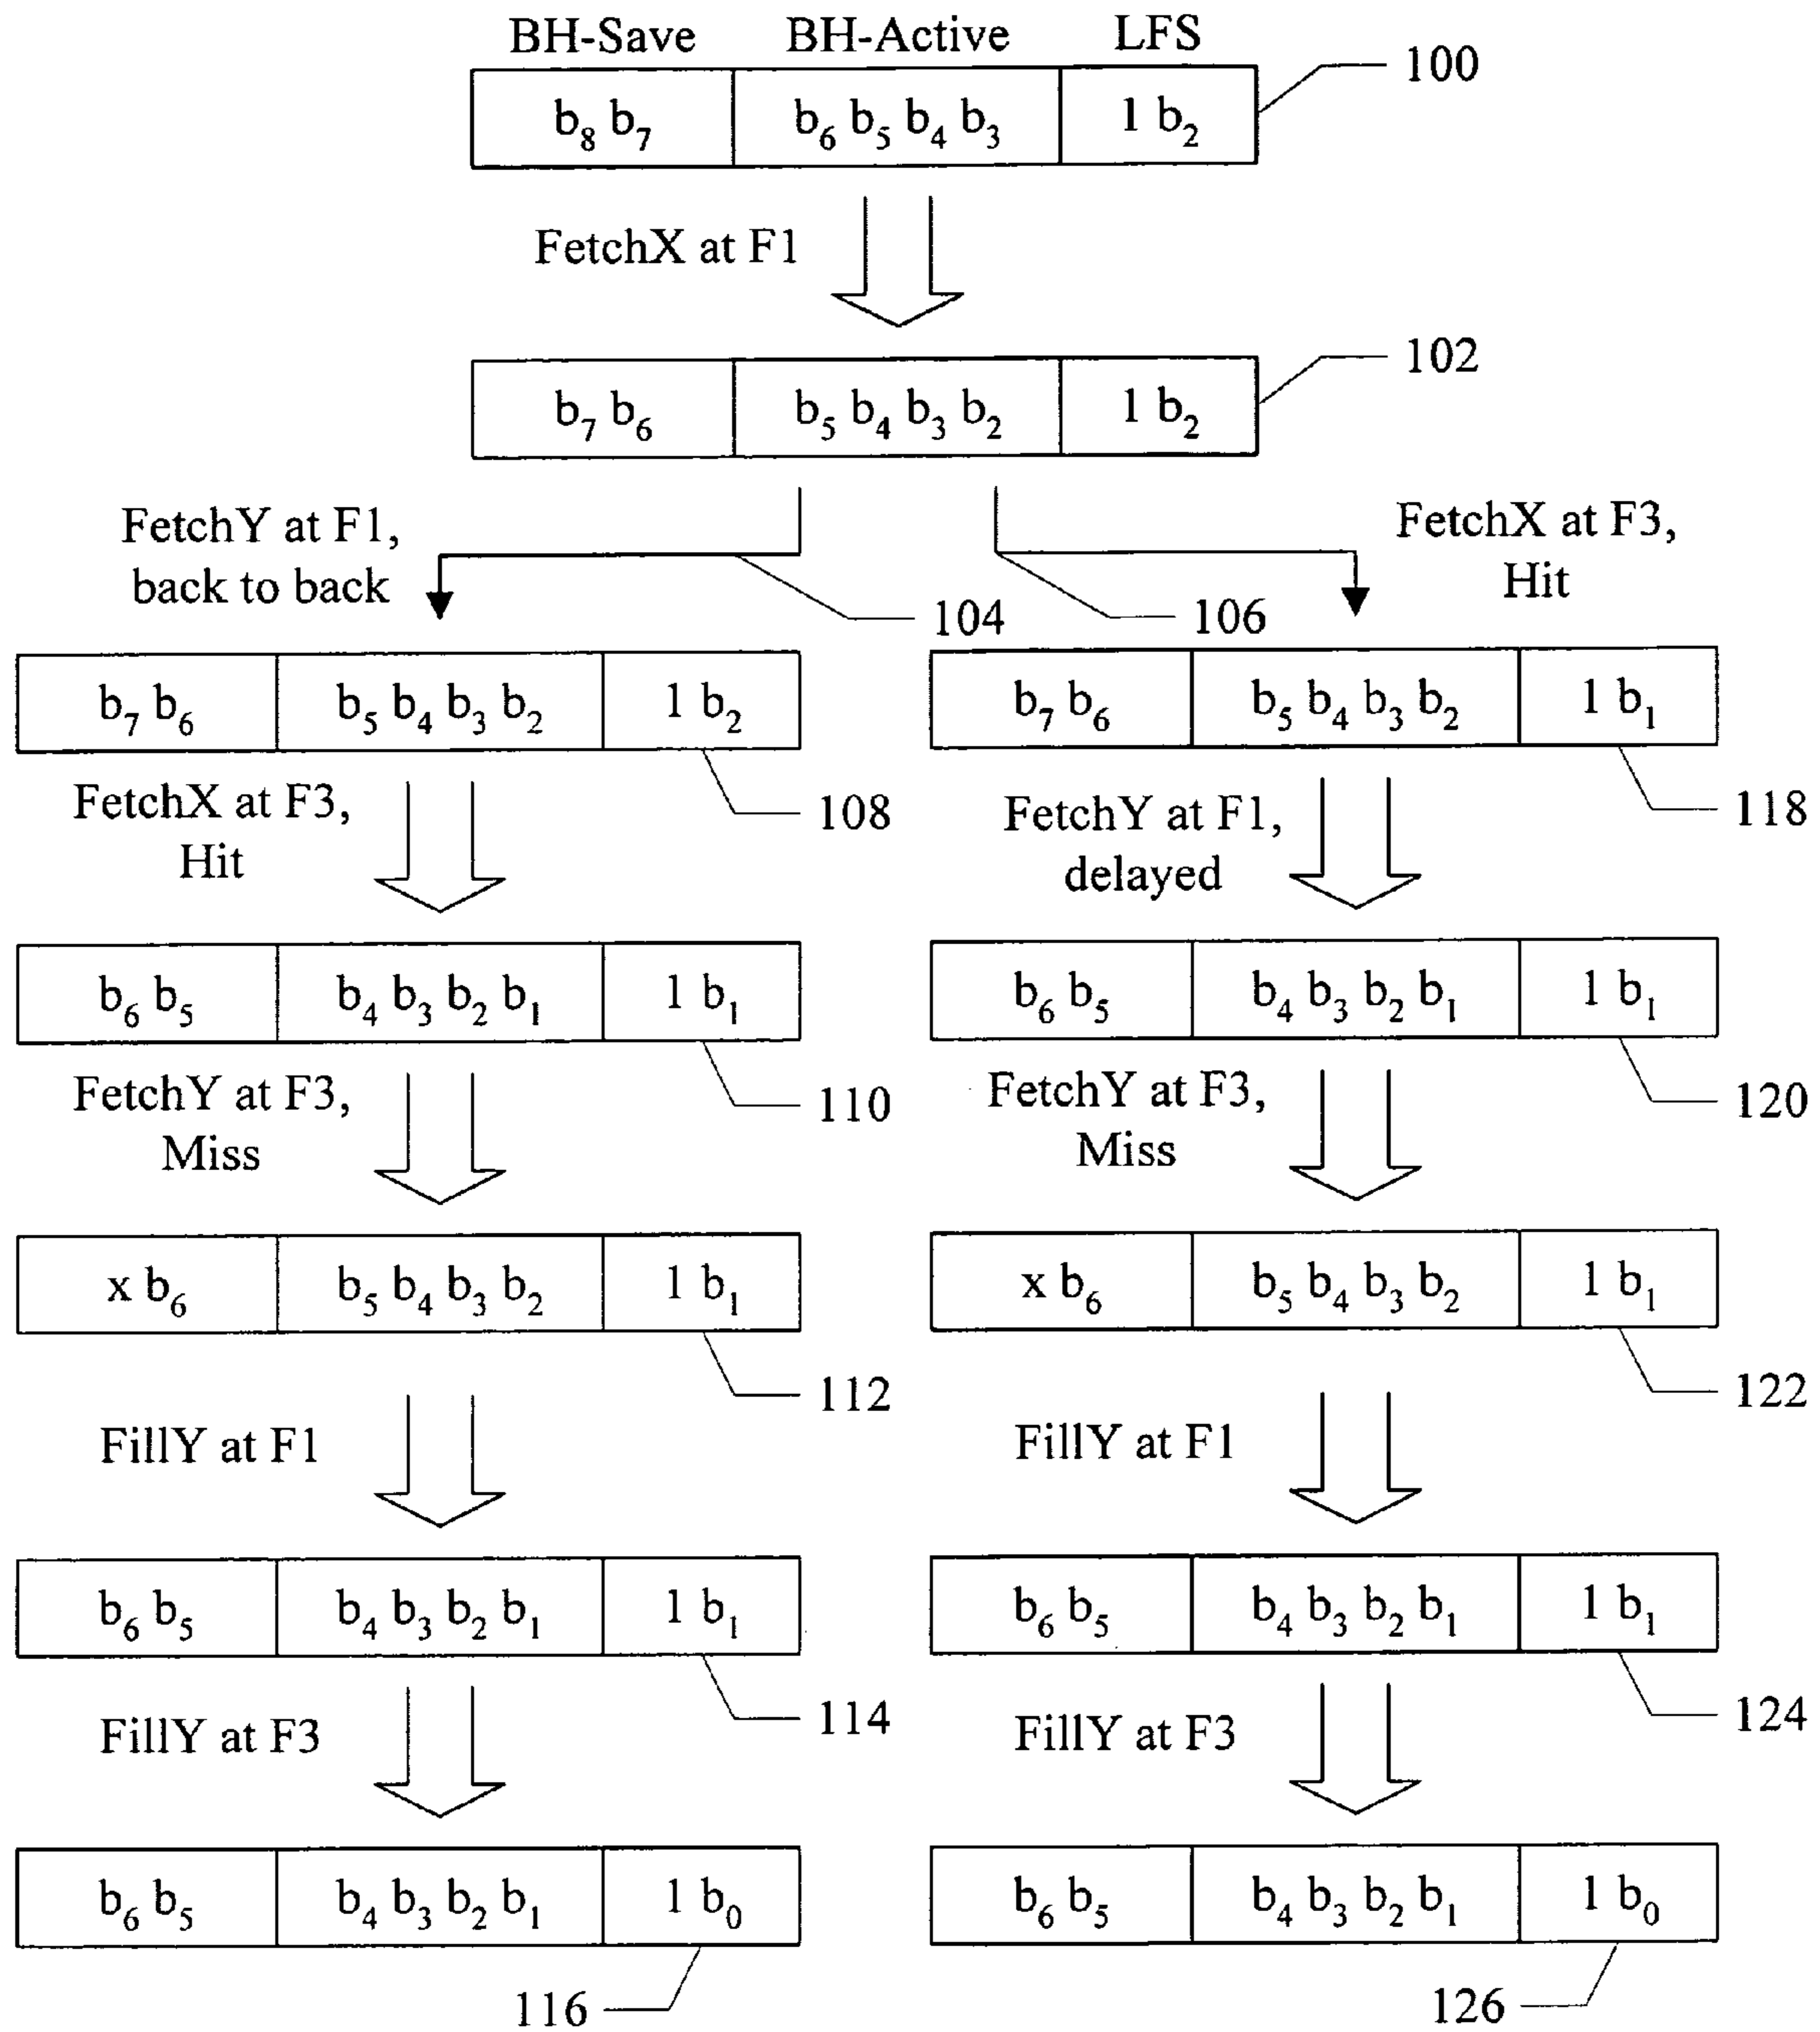 BH-Save BH-Active LFS
100
b₈ b₇ b₆ b₅ b₄ b₃ 1 b₂
FetchX at F1
102
b₇ b₆ b₅ b₄ b₃ b₂ 1 b₂
FetchY at F1,
back to back
FetchX at F3,
Hit
104
106
b₇ b₆ b₅ b₄ b₃ b₂ 1 b₂
108
FetchX at F3,
Hit
b₆ b₅ b₄ b₃ b₂ b₁ 1 b₁
110
FetchY at F3,
Miss
x b₆ b₅ b₄ b₃ b₂ 1 b₁
112
FillY at F1
b₆ b₅ b₄ b₃ b₂ b₁ 1 b₁
114
FillY at F3
b₆ b₅ b₄ b₃ b₂ b₁ 1 b₀
116
b₇ b₆ b₅ b₄ b₃ b₂ 1 b₁
118
FetchY at F1,
delayed
b₆ b₅ b₄ b₃ b₂ b₁ 1 b₁
120
FetchY at F3,
Miss
x b₆ b₅ b₄ b₃ b₂ 1 b₁
122
FillY at F1
b₆ b₅ b₄ b₃ b₂ b₁ 1 b₁
124
FillY at F3
b₆ b₅ b₄ b₃ b₂ b₁ 1 b₀
126